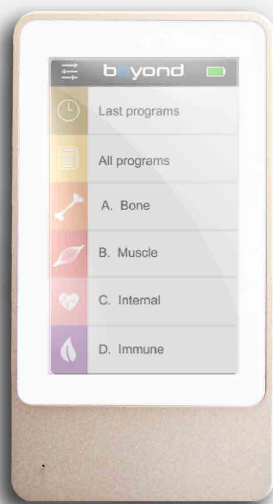 beyond
Last programs
All programs
A. Bone
B. Muscle
C. Internal
D. Immune